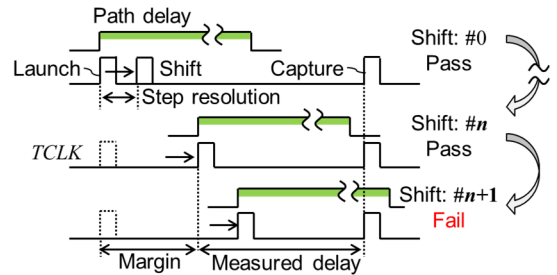 Path delay
Shift: #0
Launch
Shift
Capture
Pass
Step resolution
Shift: #n
TCLK
Pass
Shift: #n+1
Fail
Margin
Measured delay